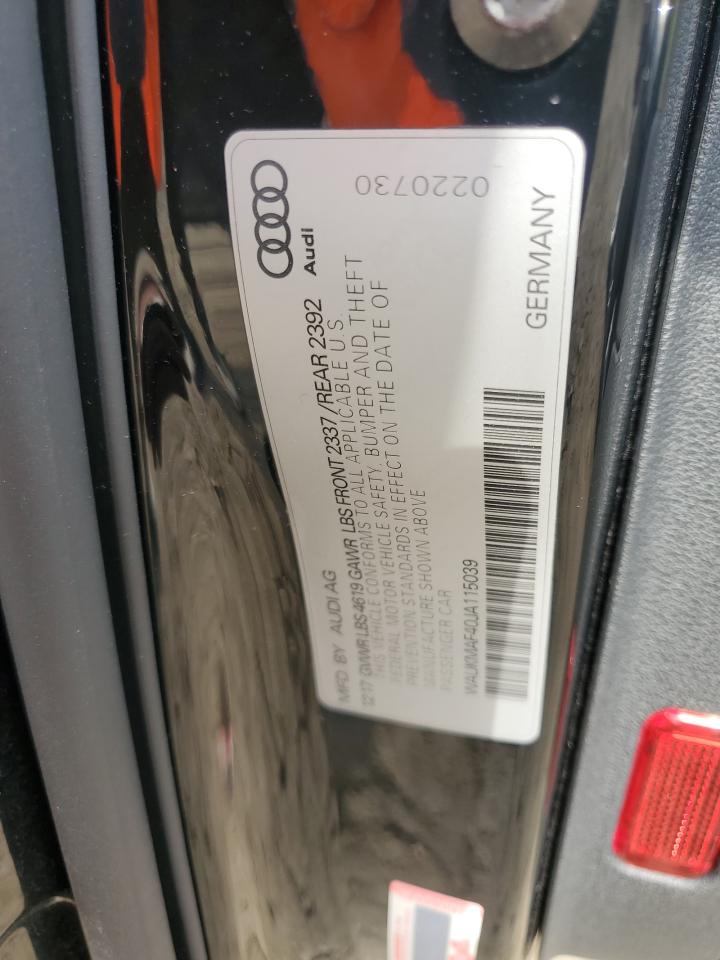 Audi
0220730
MFD BY AUDI AG
12/17 GVWR LBS 4619 GAWR LBS FRONT 2337/REAR 2392
THIS VEHICLE CONFORMS TO ALL APPLICABLE U.S.
FEDERAL MOTOR VEHICLE SAFETY, BUMPER AND THEFT
PREVENTION STANDARDS IN EFFECT ON THE DATE OF
MANUFACTURE SHOWN ABOVE
PASSENGER CAR
WAUKMAF40JA115039
GERMANY